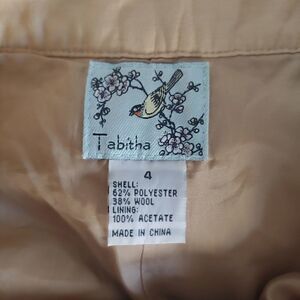 Tabitha
4
SHELL:
62% POLYESTER
38% WOOL
LINING:
100% ACETATE
MADE IN CHINA